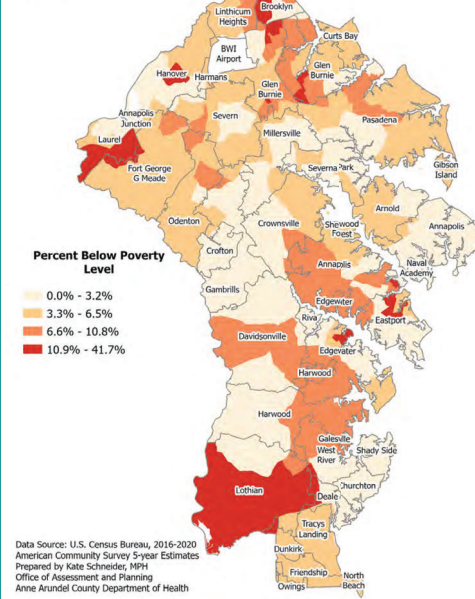 Linthicum
Heights
Brooklyn
Curtis Bay
BWI
Airport
Hanover
Harmans
Glen
Burnie
Glen
Burnie
Annapolis
Junction
Severn
Pasadena
Laurel
Millersville
Fort George
G Meade
Severna Park
Gibson
Island
Arnold
Odenton
Crownsville
Sherwood
Forest
Annapolis
Crofton
Annapolis
Naval
Academy
Percent Below Poverty
Level
0.0% - 3.2%
3.3% - 6.5%
6.6% - 10.8%
10.9% - 41.7%
Gambrills
Edgewater
Riva
Eastport
Davidsonville
Edgewater
Harwood
Harwood
Galesville
West
River
Shady Side
Lothian
Churchton
Deale
Tracys
Landing
Dunkirk
Friendship
Owings
North
Beach
Data Source: U.S. Census Bureau, 2016-2020
American Community Survey 5-year Estimates
Prepared by Kate Schneider, MPH
Office of Assessment and Planning
Anne Arundel County Department of Health